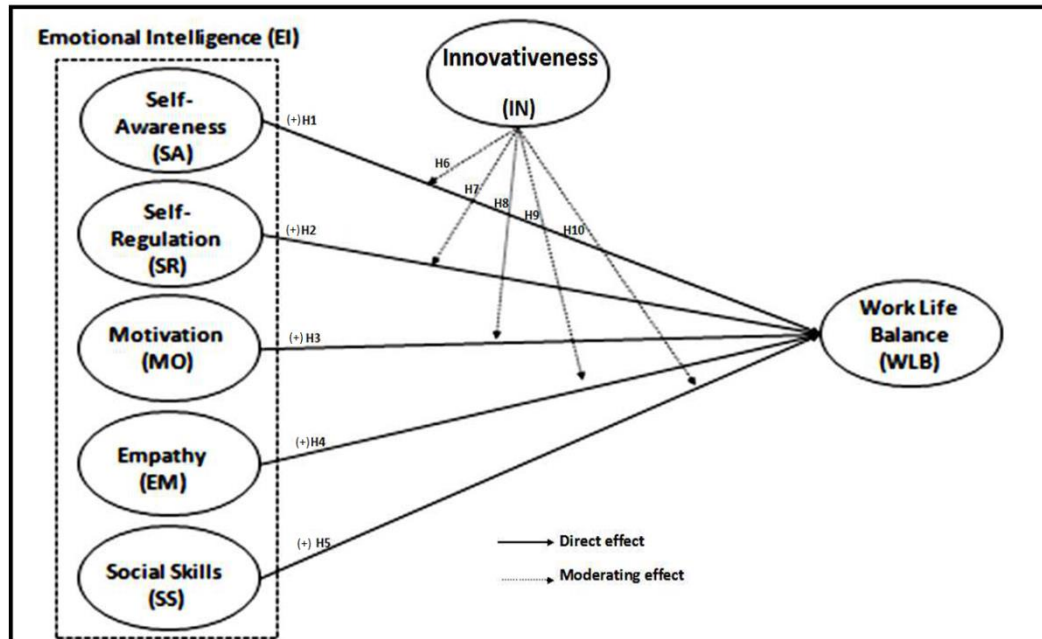 Emotional Intelligence (EI)
Self-
Awareness
(SA)
Self-
Regulation
(SR)
Motivation
(MO)
Empathy
(EM)
Social Skills
(SS)
Innovativeness
(IN)
(+) H1
(+)H2
(+)H3
(+)H4
(+) H5
H6
H7
H8
H9
H10
Work Life
Balance
(WLB)
Direct effect
Moderating effect